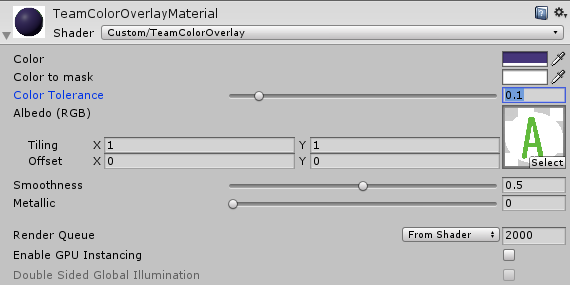 TeamColorOverlayMaterial
Shader Custom/TeamColorOverlay
Color
Color to mask
Color Tolerance 0.1
Albedo (RGB)
A
Tiling X 1 Y 1
Offset X 0 Y 0
Select
Smoothness 0.5
Metallic 0
Render Queue From Shader 2000
Enable GPU Instancing
Double Sided Global Illumination